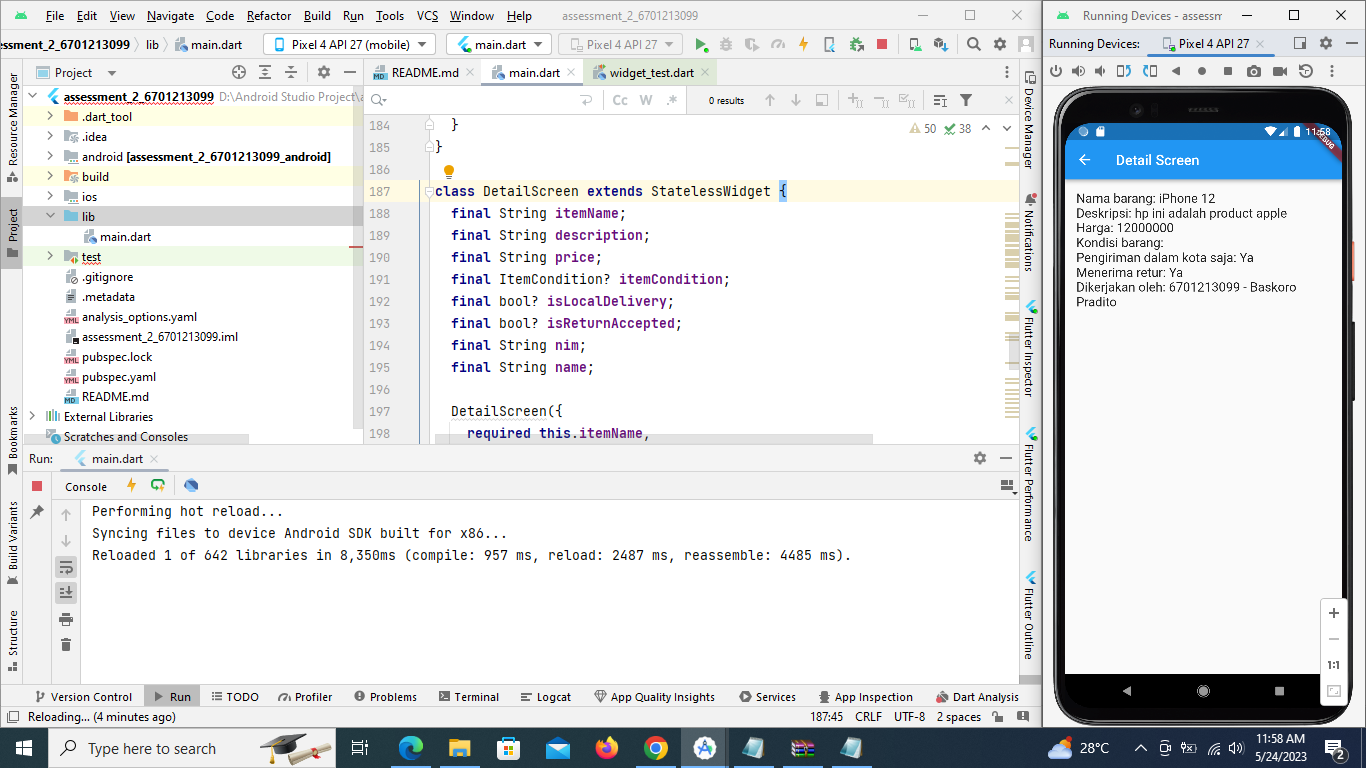 File Edit View Navigate Code Refactor Build Run Tools VCS Window Help assessment_2_6701213099
Running Devices - assessm
ssment_2_6701213099 lib main.dart Pixel 4 API 27 (mobile) main.dart Pixel 4 API 27
Running Devices: Pixel 4 API 27
Project
README.md main.dart widget_test.dart
assessment_2_6701213099 D:\Android Studio Project\a
.dart_tool
.idea
android [assessment_2_6701213099_android]
build
ios
lib
main.dart
test
.gitignore
.metadata
analysis_options.yaml
assessment_2_6701213099.iml
pubspec.lock
pubspec.yaml
README.md
External Libraries
Scratches and Consoles
Cc W .* 0 results
50 38
184 }
185 }
186
187 class DetailScreen extends StatelessWidget {
188 final String itemName;
189 final String description;
190 final String price;
191 final ItemCondition? itemCondition;
192 final bool? isLocalDelivery;
193 final bool? isReturnAccepted;
194 final String nim;
195 final String name;
196
197 DetailScreen({
198 required this.itemName,
Resource Manager
Project
Bookmarks
Build Variants
Structure
Device Manager
Notifications
Flutter Inspector
Flutter Performance
Flutter Outline
Run: main.dart
Console
Performing hot reload...
Syncing files to device Android SDK built for x86...
Reloaded 1 of 642 libraries in 8,350ms (compile: 957 ms, reload: 2487 ms, reassemble: 4485 ms).
Version Control Run TODO Profiler Problems Terminal Logcat App Quality Insights Services App Inspection Dart Analysis
Reloading... (4 minutes ago) 187:45 CRLF UTF-8 2 spaces
11:58
Detail Screen
Nama barang: iPhone 12
Deskripsi: hp ini adalah product apple
Harga: 12000000
Kondisi barang:
Pengiriman dalam kota saja: Ya
Menerima retur: Ya
Dikerjakan oleh: 6701213099 - Baskoro
Pradito
1:1
Type here to search
28°C
11:58 AM
5/24/2023
2